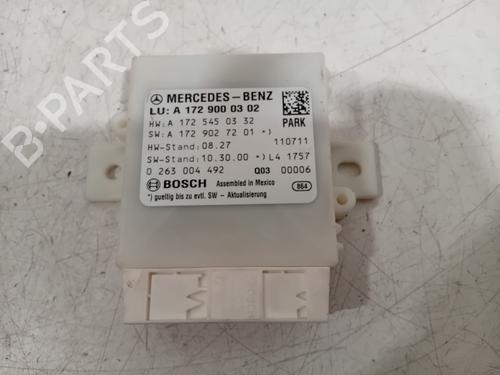 MERCEDES-BENZ
LU: A 172 900 03 02
HW: A 172 545 03 32
PARK
SW: A 172 902 72 01 *)
HW-Stand: 08.27
110711
SW-Stand: 10.30.00 *) L4 1757
0 263 004 492
Q03
00006
BOSCH
Assembled in Mexico
864
*) gueltig bis zu evtl. SW - Aktualisierung
B-PARTS